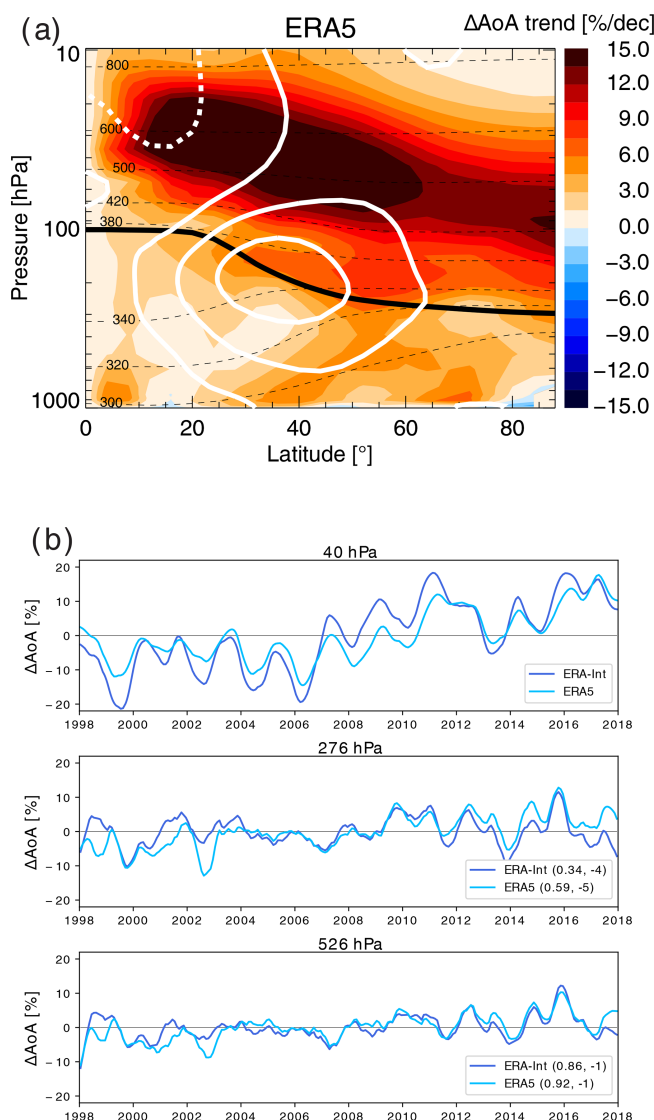 (a)
ERA5
ΔAoA trend [%/dec]
10
100
1000
Pressure [hPa]
800
600
500
420
380
340
320
300
0
20
40
60
80
Latitude [°]
15.0
12.0
9.0
6.0
3.0
0.0
−3.0
−6.0
−9.0
−12.0
−15.0
(b)
40 hPa
20
10
0
−10
−20
ΔAoA [%]
ERA-Int
ERA5
1998 2000 2002 2004 2006 2008 2010 2012 2014 2016 2018
276 hPa
20
10
0
−10
−20
ΔAoA [%]
ERA-Int (0.34, -4)
ERA5 (0.59, -5)
1998 2000 2002 2004 2006 2008 2010 2012 2014 2016 2018
526 hPa
20
10
0
−10
−20
ΔAoA [%]
ERA-Int (0.86, -1)
ERA5 (0.92, -1)
1998 2000 2002 2004 2006 2008 2010 2012 2014 2016 2018